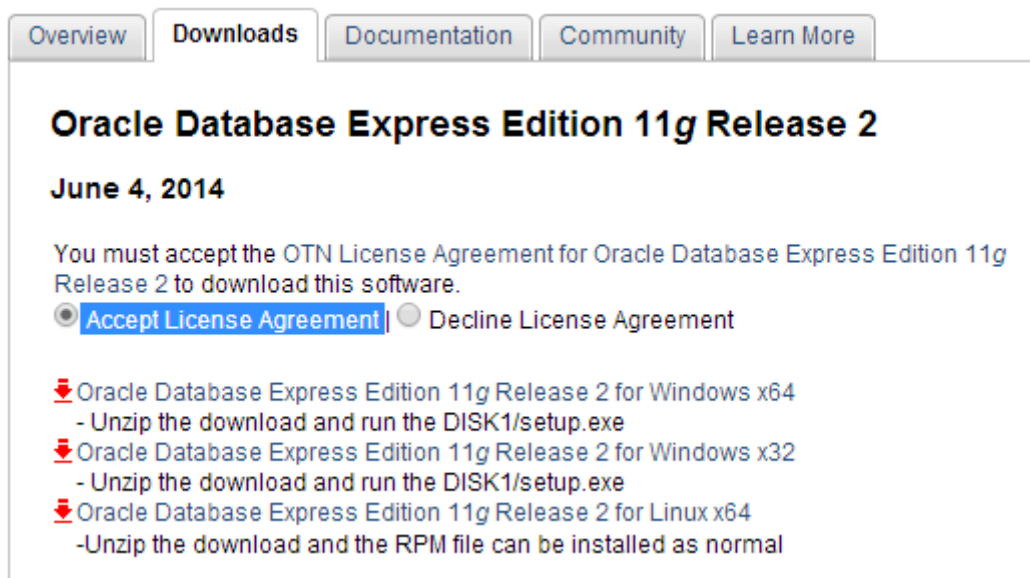 Overview Downloads Documentation Community Learn More
Oracle Database Express Edition 11g Release 2
June 4, 2014
You must accept the OTN License Agreement for Oracle Database Express Edition 11g
Release 2 to download this software.
Accept License Agreement | Decline License Agreement
Oracle Database Express Edition 11g Release 2 for Windows x64
- Unzip the download and run the DISK1/setup.exe
Oracle Database Express Edition 11g Release 2 for Windows x32
- Unzip the download and run the DISK1/setup.exe
Oracle Database Express Edition 11g Release 2 for Linux x64
-Unzip the download and the RPM file can be installed as normal